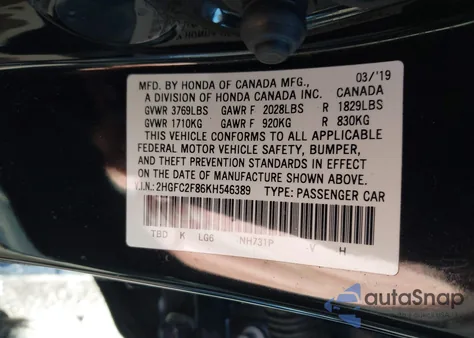 MFD. BY HONDA OF CANADA MFG., 03/'19
A DIVISION OF HONDA CANADA INC. CANADA
GVWR 3769LBS GAWR F 2028LBS R 1829LBS
GVWR 1710KG GAWR F 920KG R 830KG
THIS VEHICLE CONFORMS TO ALL APPLICABLE
FEDERAL MOTOR VEHICLE SAFETY, BUMPER,
AND THEFT PREVENTION STANDARDS IN EFFECT
ON THE DATE OF MANUFACTURE SHOWN ABOVE.
V.I.N.: 2HGFC2F86KH546389 TYPE: PASSENGER CAR
TBD K LG6 NH731P -V H
autoSnap